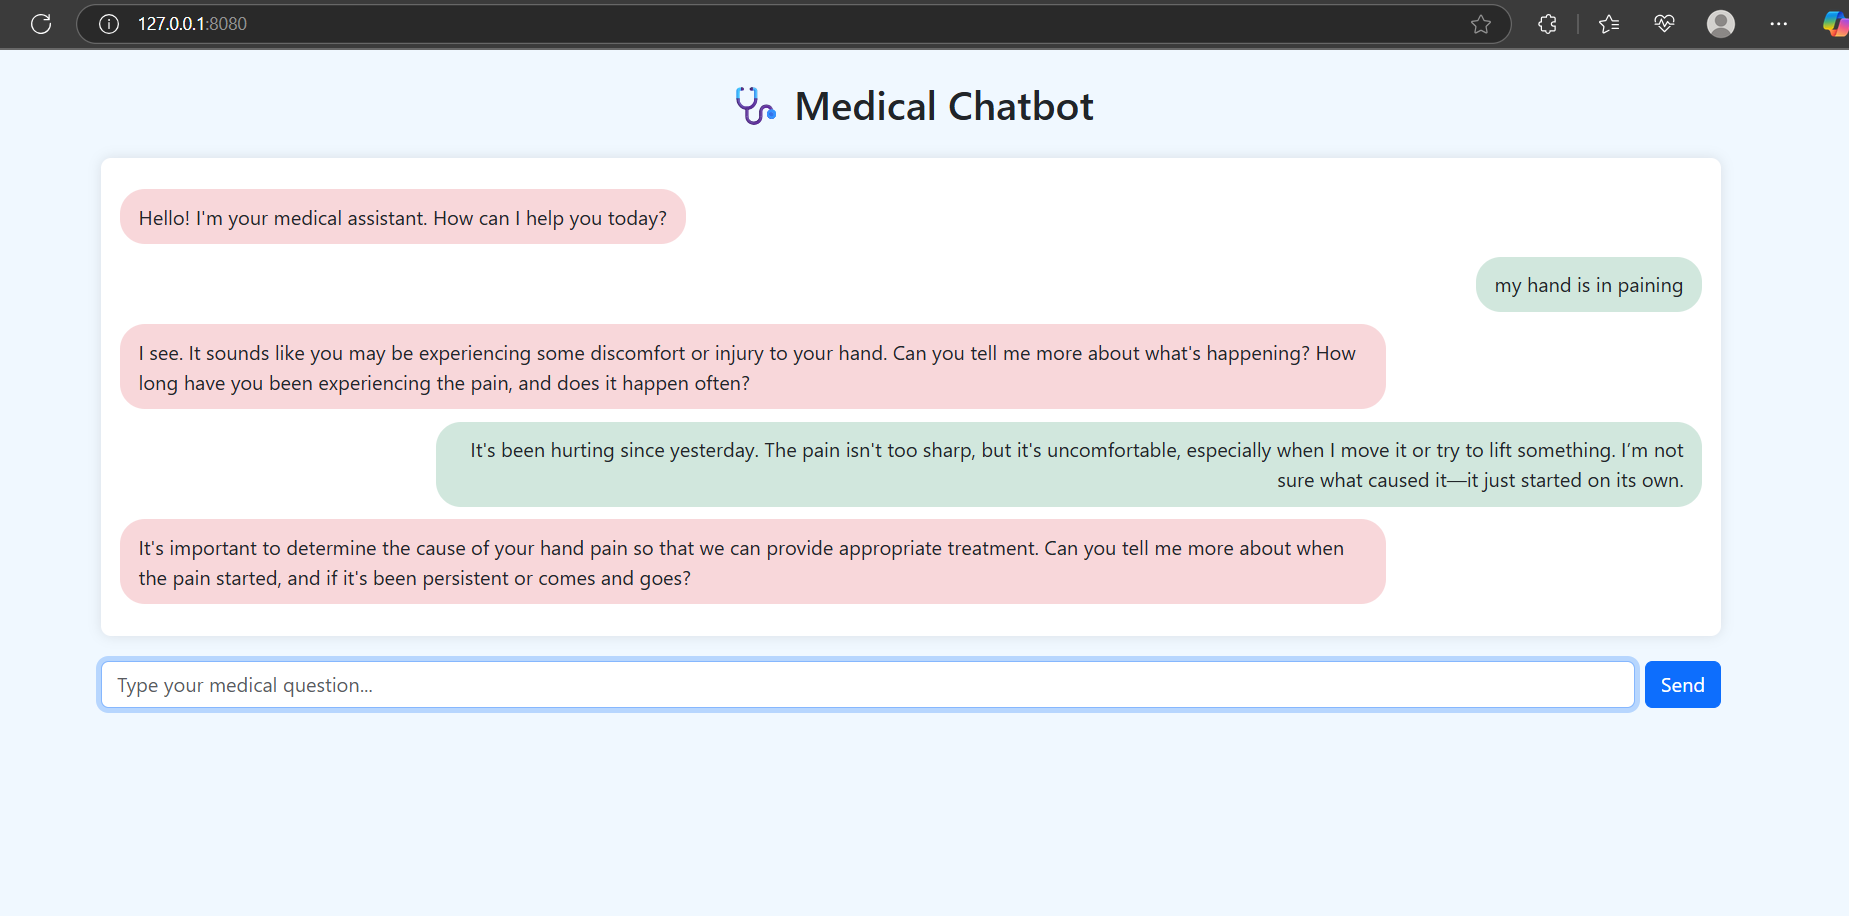 127.0.0.1:8080
Medical Chatbot
Hello! I'm your medical assistant. How can I help you today?
my hand is in paining
I see. It sounds like you may be experiencing some discomfort or injury to your hand. Can you tell me more about what's happening? How
long have you been experiencing the pain, and does it happen often?
It's been hurting since yesterday. The pain isn't too sharp, but it's uncomfortable, especially when I move it or try to lift something. I’m not
sure what caused it—it just started on its own.
It's important to determine the cause of your hand pain so that we can provide appropriate treatment. Can you tell me more about when
the pain started, and if it's been persistent or comes and goes?
Type your medical question...
Send